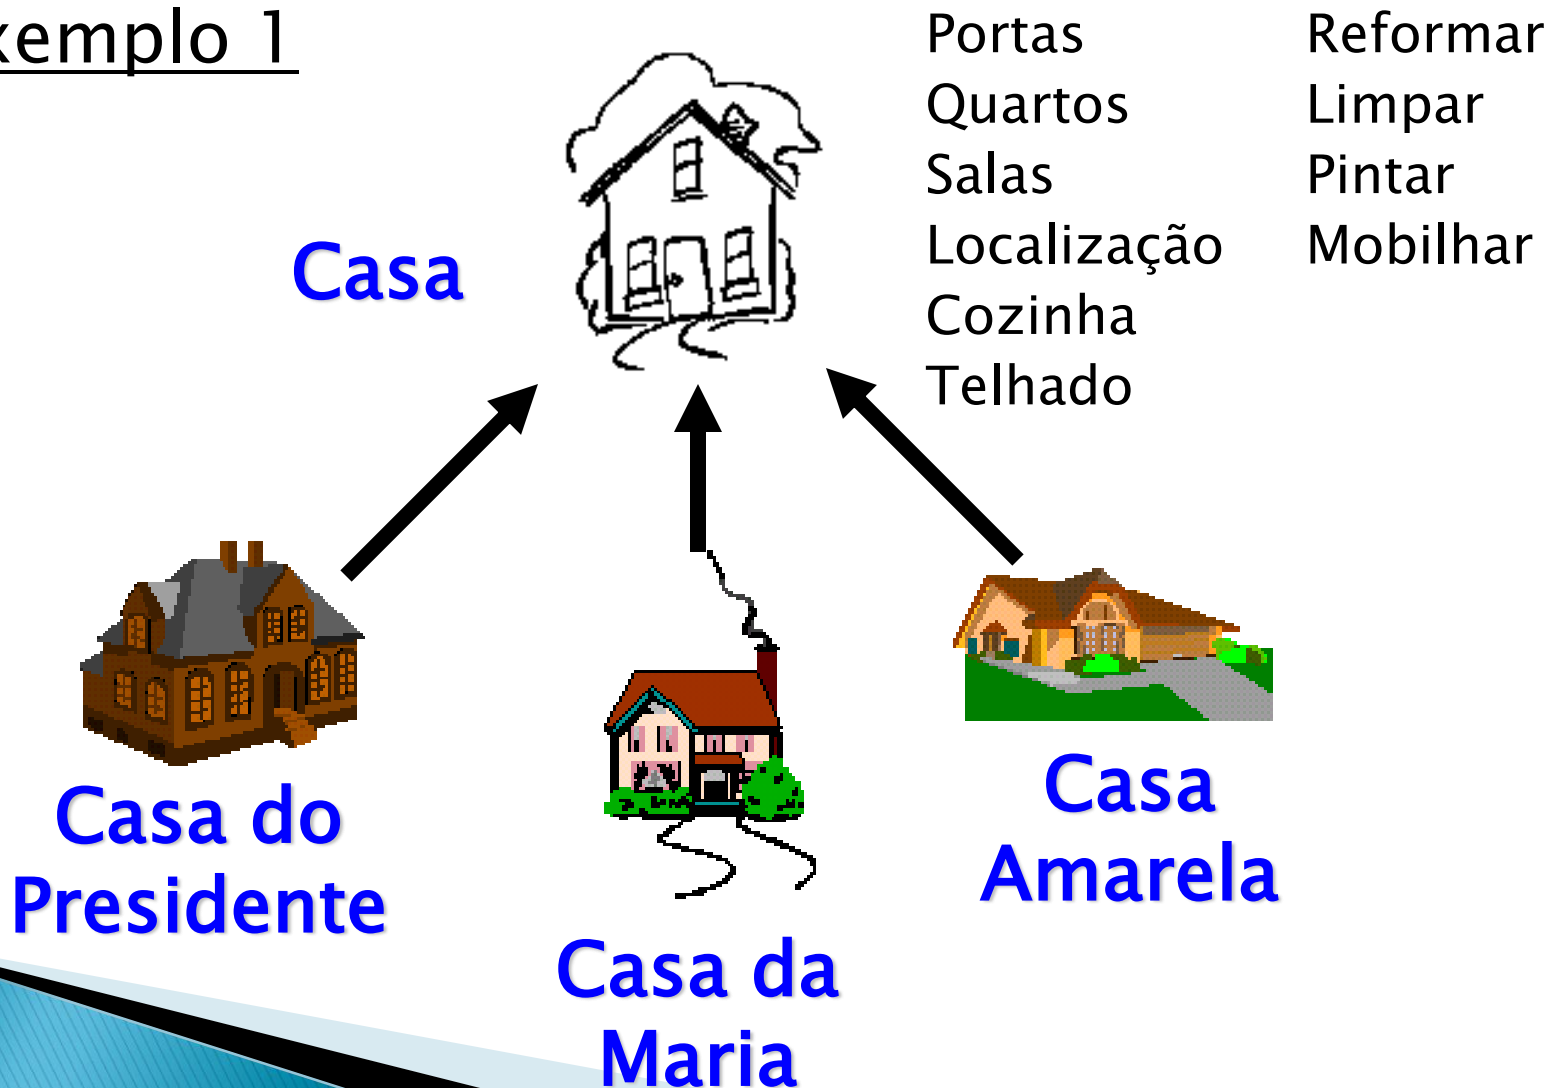 xemplo 1
Portas
Quartos
Salas
Localização
Cozinha
Telhado
Reformar
Limpar
Pintar
Mobilhar
Casa
Casa do
Presidente
Casa da
Maria
Casa
Amarela